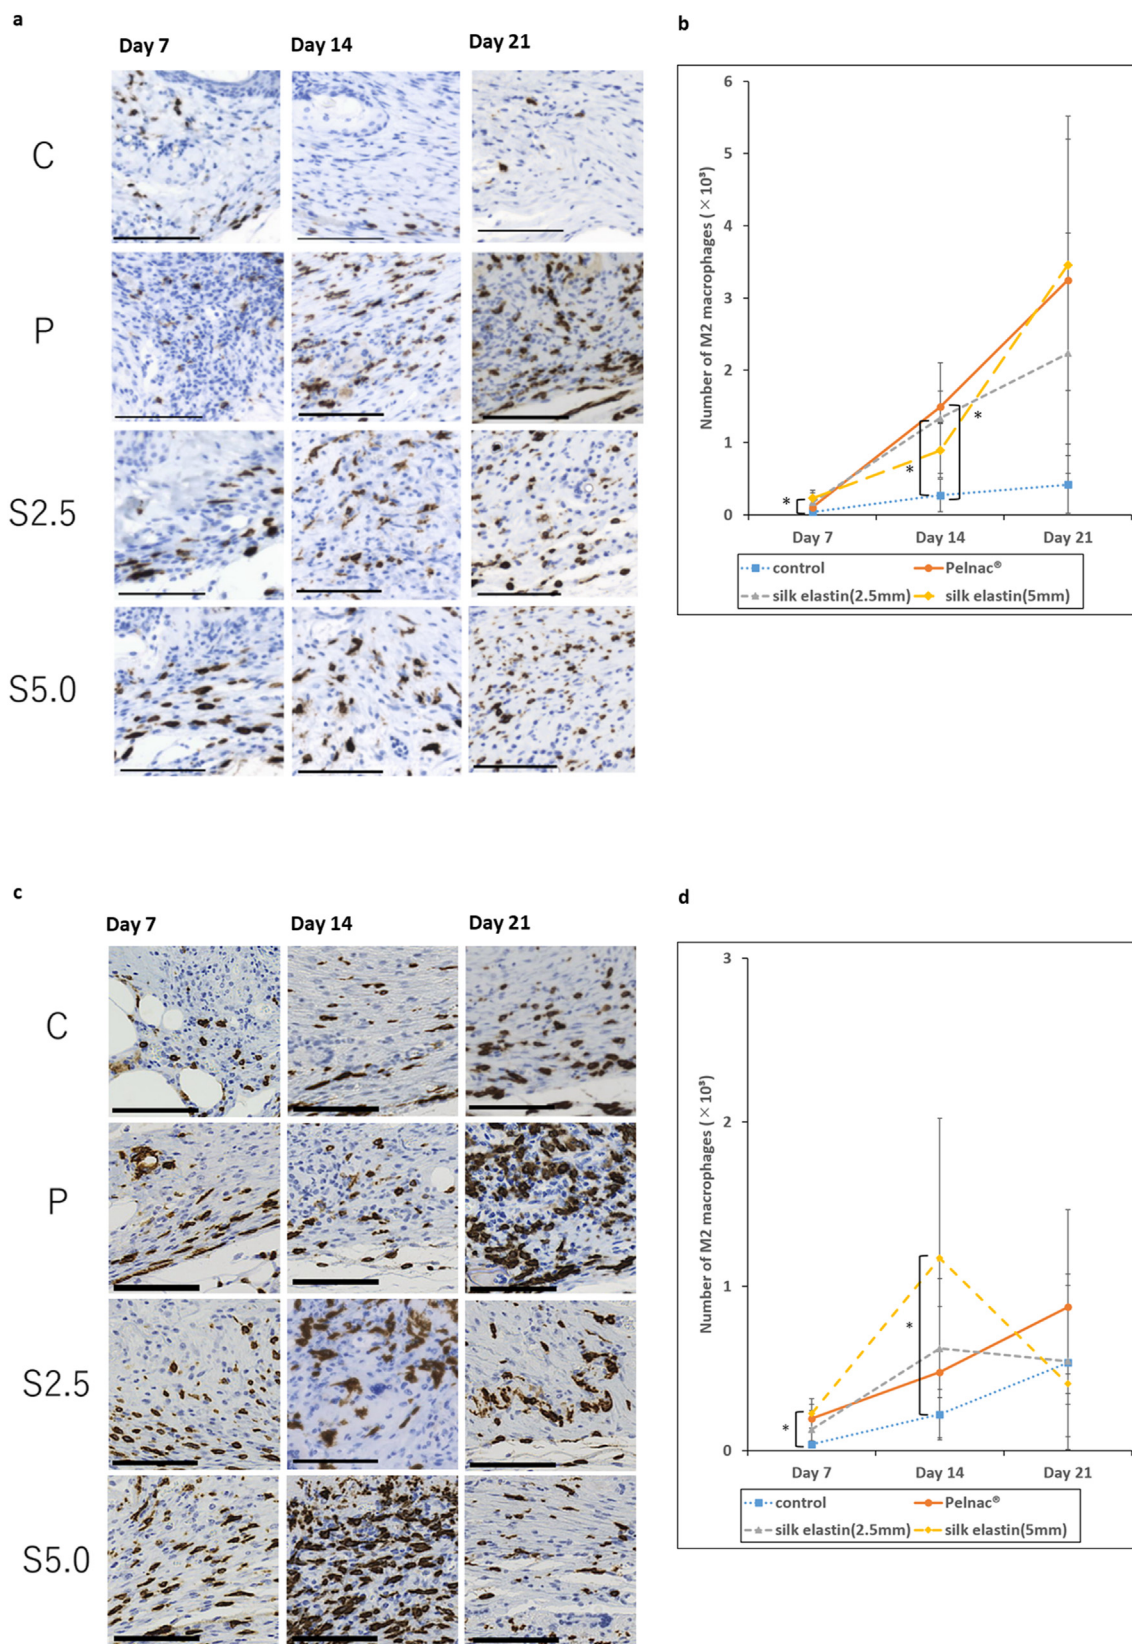 a
Day 7 Day 14 Day 21
C
P
S2.5
S5.0
b
Number of M2 macrophages (×10³)
6
5
4
3
2
1
0
*
*
*
Day 7 Day 14 Day 21
control Pelnac®
silk elastin(2.5mm) silk elastin(5mm)
c
Day 7 Day 14 Day 21
C
P
S2.5
S5.0
d
Number of M2 macrophages (×10³)
3
2
1
0
*
*
Day 7 Day 14 Day 21
control Pelnac®
silk elastin(2.5mm) silk elastin(5mm)